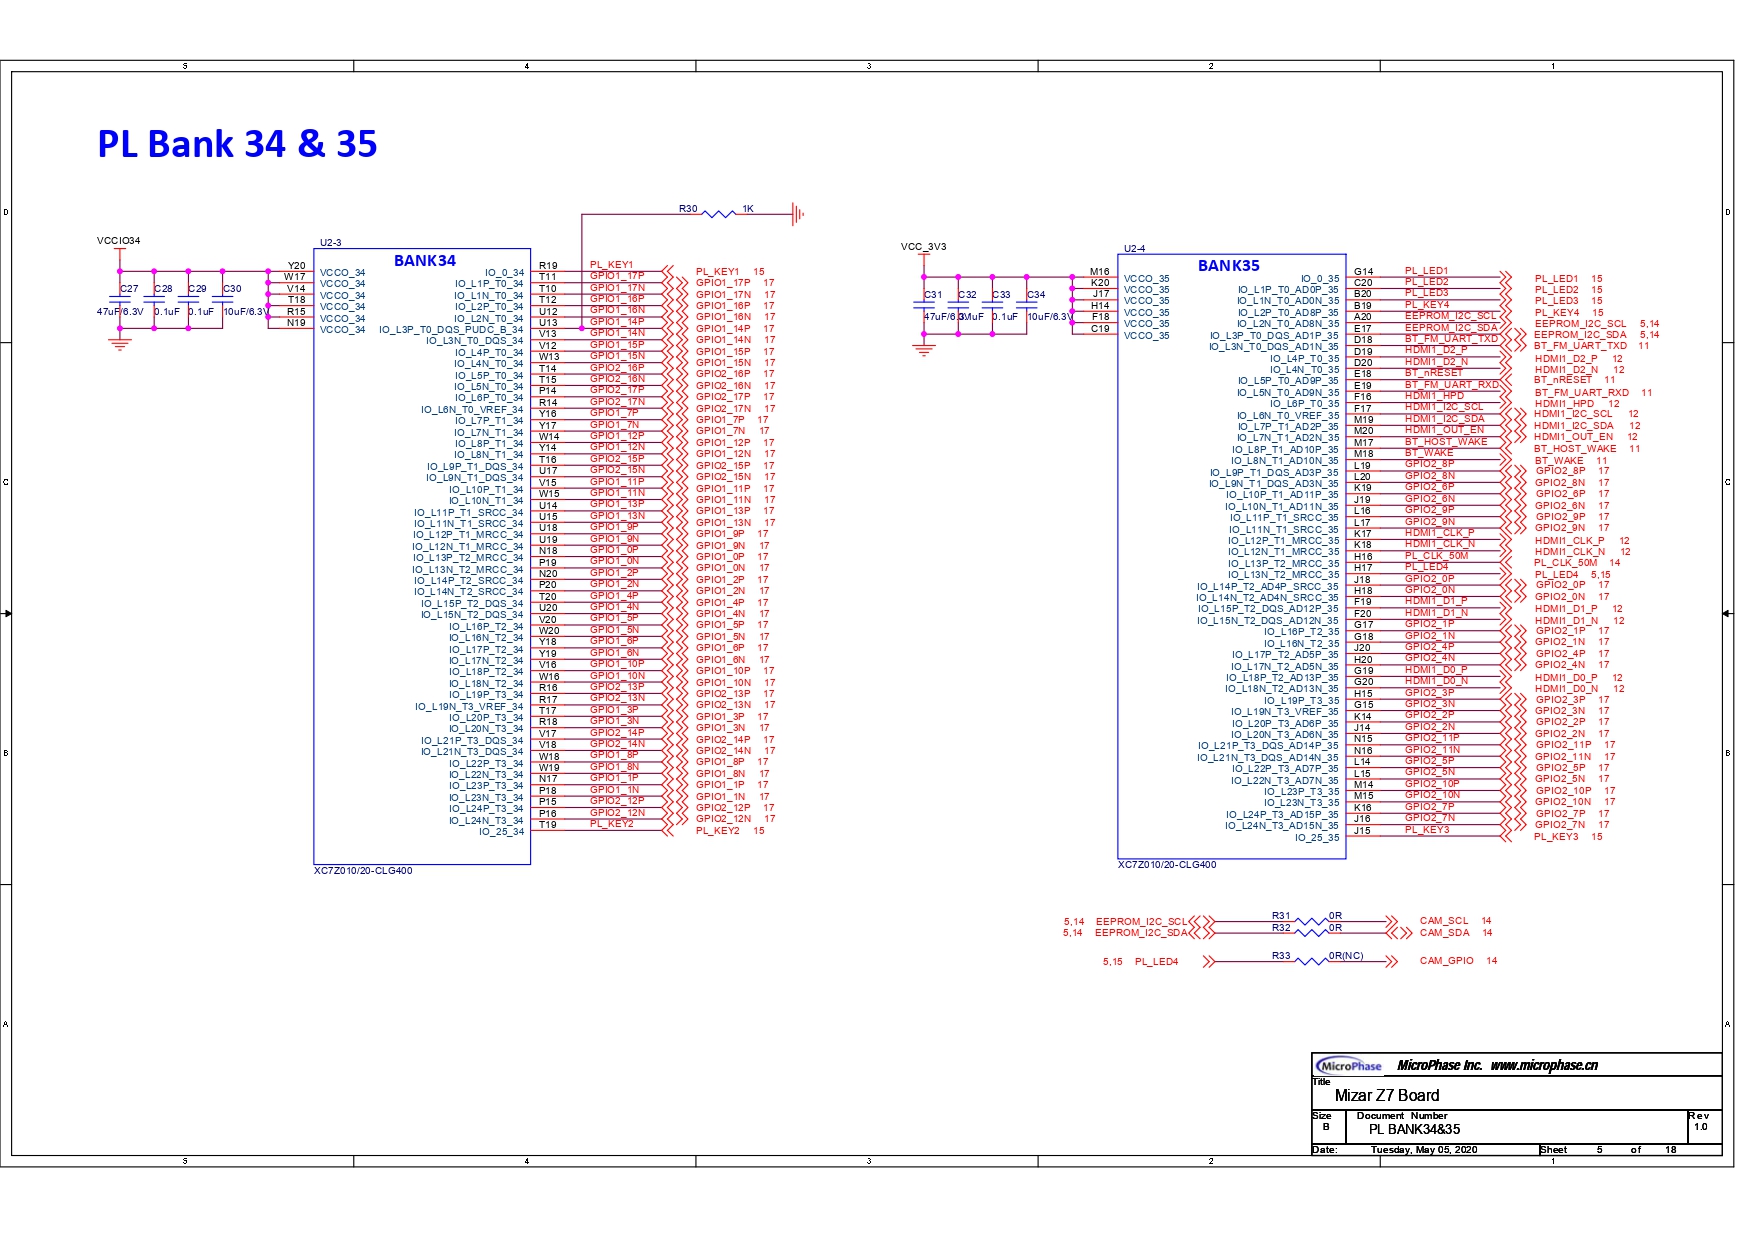 5 4 3 2 1
PL Bank 34 & 35
D D
C C
B B
A A
R30 1K
VCCIO34
C27 C28 C29 C30
47uF/6.3V 0.1uF 0.1uF 10uF/6.3V
U2-3
BANK34
Y20 VCCO_34
W17 VCCO_34
V14 VCCO_34
T18 VCCO_34
R15 VCCO_34
N19 VCCO_34
IO_0_34 R19 PL_KEY1 PL_KEY1 15
IO_L1P_T0_34 T11 GPIO1_17P GPIO1_17P 17
IO_L1N_T0_34 T10 GPIO1_17N GPIO1_17N 17
IO_L2P_T0_34 T12 GPIO1_16P GPIO1_16P 17
IO_L2N_T0_34 U12 GPIO1_16N GPIO1_16N 17
IO_L3P_T0_DQS_PUDC_B_34 U13 GPIO1_14P GPIO1_14P 17
IO_L3N_T0_DQS_34 V13 GPIO1_14N GPIO1_14N 17
IO_L4P_T0_34 V12 GPIO1_15P GPIO1_15P 17
IO_L4N_T0_34 W13 GPIO1_15N GPIO1_15N 17
IO_L5P_T0_34 T14 GPIO2_16P GPIO2_16P 17
IO_L5N_T0_34 T15 GPIO2_16N GPIO2_16N 17
IO_L6P_T0_34 P14 GPIO2_17P GPIO2_17P 17
IO_L6N_T0_VREF_34 R14 GPIO2_17N GPIO2_17N 17
IO_L7P_T1_34 Y16 GPIO1_7P GPIO1_7P 17
IO_L7N_T1_34 Y17 GPIO1_7N GPIO1_7N 17
IO_L8P_T1_34 W14 GPIO1_12P GPIO1_12P 17
IO_L8N_T1_34 Y14 GPIO1_12N GPIO1_12N 17
IO_L9P_T1_DQS_34 T16 GPIO2_15P GPIO2_15P 17
IO_L9N_T1_DQS_34 U17 GPIO2_15N GPIO2_15N 17
IO_L10P_T1_34 V15 GPIO1_11P GPIO1_11P 17
IO_L10N_T1_34 W15 GPIO1_11N GPIO1_11N 17
IO_L11P_T1_SRCC_34 U14 GPIO1_13P GPIO1_13P 17
IO_L11N_T1_SRCC_34 U15 GPIO1_13N GPIO1_13N 17
IO_L12P_T1_MRCC_34 U18 GPIO1_9P GPIO1_9P 17
IO_L12N_T1_MRCC_34 U19 GPIO1_9N GPIO1_9N 17
IO_L13P_T2_MRCC_34 N18 GPIO1_0P GPIO1_0P 17
IO_L13N_T2_MRCC_34 P19 GPIO1_0N GPIO1_0N 17
IO_L14P_T2_SRCC_34 N20 GPIO1_2P GPIO1_2P 17
IO_L14N_T2_SRCC_34 P20 GPIO1_2N GPIO1_2N 17
IO_L15P_T2_DQS_34 T20 GPIO1_4P GPIO1_4P 17
IO_L15N_T2_DQS_34 U20 GPIO1_4N GPIO1_4N 17
IO_L16P_T2_34 V20 GPIO1_5P GPIO1_5P 17
IO_L16N_T2_34 W20 GPIO1_5N GPIO1_5N 17
IO_L17P_T2_34 Y18 GPIO1_6P GPIO1_6P 17
IO_L17N_T2_34 Y19 GPIO1_6N GPIO1_6N 17
IO_L18P_T2_34 V16 GPIO1_10P GPIO1_10P 17
IO_L18N_T2_34 W16 GPIO1_10N GPIO1_10N 17
IO_L19P_T3_34 R16 GPIO2_13P GPIO2_13P 17
IO_L19N_T3_VREF_34 R17 GPIO2_13N GPIO2_13N 17
IO_L20P_T3_34 T17 GPIO1_3P GPIO1_3P 17
IO_L20N_T3_34 R18 GPIO1_3N GPIO1_3N 17
IO_L21P_T3_DQS_34 V17 GPIO2_14P GPIO2_14P 17
IO_L21N_T3_DQS_34 V18 GPIO2_14N GPIO2_14N 17
IO_L22P_T3_34 W18 GPIO1_8P GPIO1_8P 17
IO_L22N_T3_34 W19 GPIO1_8N GPIO1_8N 17
IO_L23P_T3_34 N17 GPIO1_1P GPIO1_1P 17
IO_L23N_T3_34 P18 GPIO1_1N GPIO1_1N 17
IO_L24P_T3_34 P15 GPIO2_12P GPIO2_12P 17
IO_L24N_T3_34 P16 GPIO2_12N GPIO2_12N 17
IO_25_34 T19 PL_KEY2 PL_KEY2 15
XC7Z010/20-CLG400
VCC_3V3
C31 C32 C33 C34
47uF/6.3V 0.1uF 0.1uF 10uF/6.3V
U2-4
BANK35
M16 VCCO_35
K20 VCCO_35
J17 VCCO_35
H14 VCCO_35
F18 VCCO_35
C19 VCCO_35
IO_0_35 G14 PL_LED1 PL_LED1 15
IO_L1P_T0_AD0P_35 C20 PL_LED2 PL_LED2 15
IO_L1N_T0_AD0N_35 B20 PL_LED3 PL_LED3 15
IO_L2P_T0_AD8P_35 B19 PL_KEY4 PL_KEY4 15
IO_L2N_T0_AD8N_35 A20 EEPROM_I2C_SCL EEPROM_I2C_SCL 5,14
IO_L3P_T0_DQS_AD1P_35 E17 EEPROM_I2C_SDA EEPROM_I2C_SDA 5,14
IO_L3N_T0_DQS_AD1N_35 D18 BT_FM_UART_TXD BT_FM_UART_TXD 11
IO_L4P_T0_35 D19 HDMI1_D2_P HDMI1_D2_P 12
IO_L4N_T0_35 D20 HDMI1_D2_N HDMI1_D2_N 12
IO_L5P_T0_AD9P_35 E18 BT_nRESET BT_nRESET 11
IO_L5N_T0_AD9N_35 E19 BT_FM_UART_RXD BT_FM_UART_RXD 11
IO_L6P_T0_35 F16 HDMI1_HPD HDMI1_HPD 12
IO_L6N_T0_VREF_35 F17 HDMI1_I2C_SCL HDMI1_I2C_SCL 12
IO_L7P_T1_AD2P_35 M19 HDMI1_I2C_SDA HDMI1_I2C_SDA 12
IO_L7N_T1_AD2N_35 M20 HDMI1_OUT_EN HDMI1_OUT_EN 12
IO_L8P_T1_AD10P_35 M17 BT_HOST_WAKE BT_HOST_WAKE 11
IO_L8N_T1_AD10N_35 M18 BT_WAKE BT_WAKE 11
IO_L9P_T1_DQS_AD3P_35 L19 GPIO2_8P GPIO2_8P 17
IO_L9N_T1_DQS_AD3N_35 L20 GPIO2_8N GPIO2_8N 17
IO_L10P_T1_AD11P_35 K19 GPIO2_6P GPIO2_6P 17
IO_L10N_T1_AD11N_35 J19 GPIO2_6N GPIO2_6N 17
IO_L11P_T1_SRCC_35 L16 GPIO2_9P GPIO2_9P 17
IO_L11N_T1_SRCC_35 L17 GPIO2_9N GPIO2_9N 17
IO_L12P_T1_MRCC_35 K17 HDMI1_CLK_P HDMI1_CLK_P 12
IO_L12N_T1_MRCC_35 K18 HDMI1_CLK_N HDMI1_CLK_N 12
IO_L13P_T2_MRCC_35 H16 PL_CLK_50M PL_CLK_50M 14
IO_L13N_T2_MRCC_35 H17 PL_LED4 PL_LED4 5,15
IO_L14P_T2_AD4P_SRCC_35 J18 GPIO2_0P GPIO2_0P 17
IO_L14N_T2_AD4N_SRCC_35 H18 GPIO2_0N GPIO2_0N 17
IO_L15P_T2_DQS_AD12P_35 F19 HDMI1_D1_P HDMI1_D1_P 12
IO_L15N_T2_DQS_AD12N_35 F20 HDMI1_D1_N HDMI1_D1_N 12
IO_L16P_T2_35 G17 GPIO2_1P GPIO2_1P 17
IO_L16N_T2_35 G18 GPIO2_1N GPIO2_1N 17
IO_L17P_T2_AD5P_35 J20 GPIO2_4P GPIO2_4P 17
IO_L17N_T2_AD5N_35 H20 GPIO2_4N GPIO2_4N 17
IO_L18P_T2_AD13P_35 G19 HDMI1_D0_P HDMI1_D0_P 12
IO_L18N_T2_AD13N_35 G20 HDMI1_D0_N HDMI1_D0_N 12
IO_L19P_T3_35 H15 GPIO2_3P GPIO2_3P 17
IO_L19N_T3_VREF_35 G15 GPIO2_3N GPIO2_3N 17
IO_L20P_T3_AD6P_35 K14 GPIO2_2P GPIO2_2P 17
IO_L20N_T3_AD6N_35 J14 GPIO2_2N GPIO2_2N 17
IO_L21P_T3_DQS_AD14P_35 N15 GPIO2_11P GPIO2_11P 17
IO_L21N_T3_DQS_AD14N_35 N16 GPIO2_11N GPIO2_11N 17
IO_L22P_T3_AD7P_35 L14 GPIO2_5P GPIO2_5P 17
IO_L22N_T3_AD7N_35 L15 GPIO2_5N GPIO2_5N 17
IO_L23P_T3_35 M14 GPIO2_10P GPIO2_10P 17
IO_L23N_T3_35 M15 GPIO2_10N GPIO2_10N 17
IO_L24P_T3_AD15P_35 K16 GPIO2_7P GPIO2_7P 17
IO_L24N_T3_AD15N_35 J16 GPIO2_7N GPIO2_7N 17
IO_25_35 J15 PL_KEY3 PL_KEY3 15
XC7Z010/20-CLG400
5,14 EEPROM_I2C_SCL R31 0R CAM_SCL 14
5,14 EEPROM_I2C_SDA R32 0R CAM_SDA 14
5,15 PL_LED4 R33 0R(NC) CAM_GPIO 14
MicroPhase MicroPhase Inc. www.microphase.cn
Title
Mizar Z7 Board
Size Document Number Rev
B PL BANK34&35 1.0
Date: Tuesday, May 05, 2020 Sheet 5 of 18
5 4 3 2 1